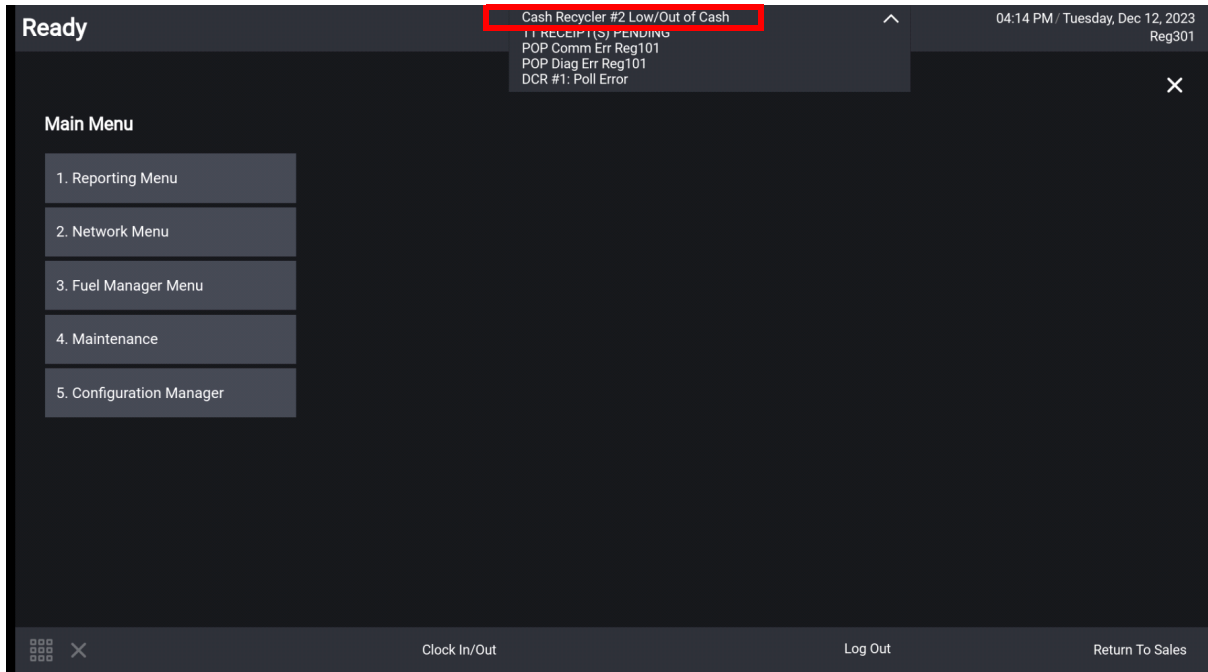 Ready
Cash Recycler #2 Low/Out of Cash
11 RECEIPT(S) PENDING
POP Comm Err Reg101
POP Diag Err Reg101
DCR #1: Poll Error
04:14 PM / Tuesday, Dec 12, 2023
Reg301
Main Menu
1. Reporting Menu
2. Network Menu
3. Fuel Manager Menu
4. Maintenance
5. Configuration Manager
Clock In/Out
Log Out
Return To Sales